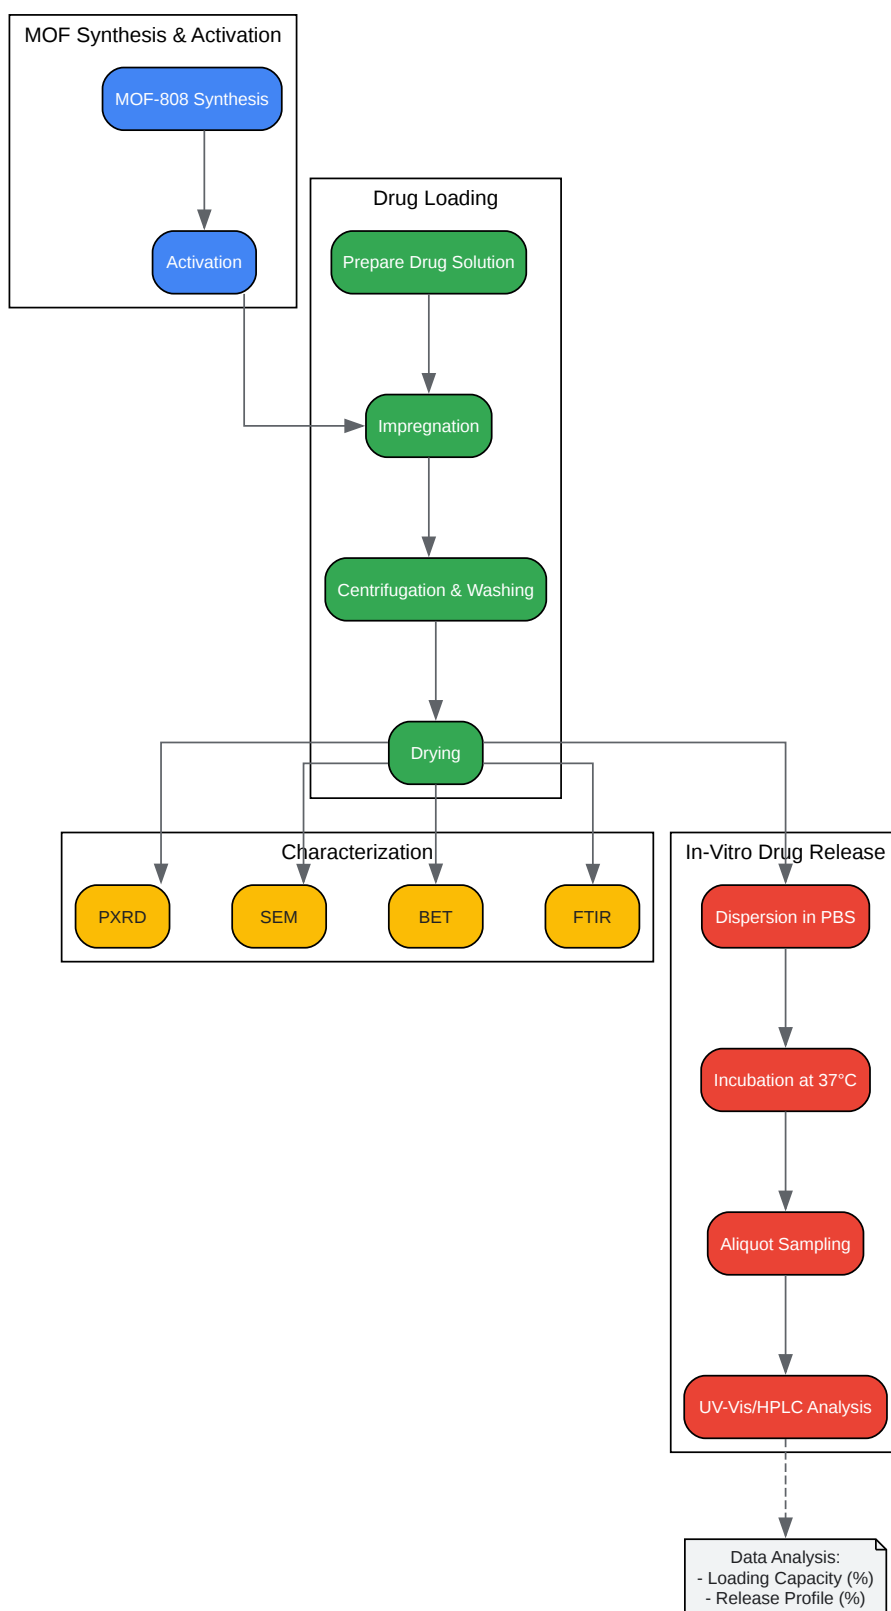 MOF Synthesis & Activation
MOF-808 Synthesis
Activation
Drug Loading
Prepare Drug Solution
Impregnation
Centrifugation & Washing
Drying
Characterization
PXRD
SEM
BET
FTIR
In-Vitro Drug Release
Dispersion in PBS
Incubation at 37°C
Aliquot Sampling
UV-Vis/HPLC Analysis
Data Analysis:
- Loading Capacity (%)
- Release Profile (%)